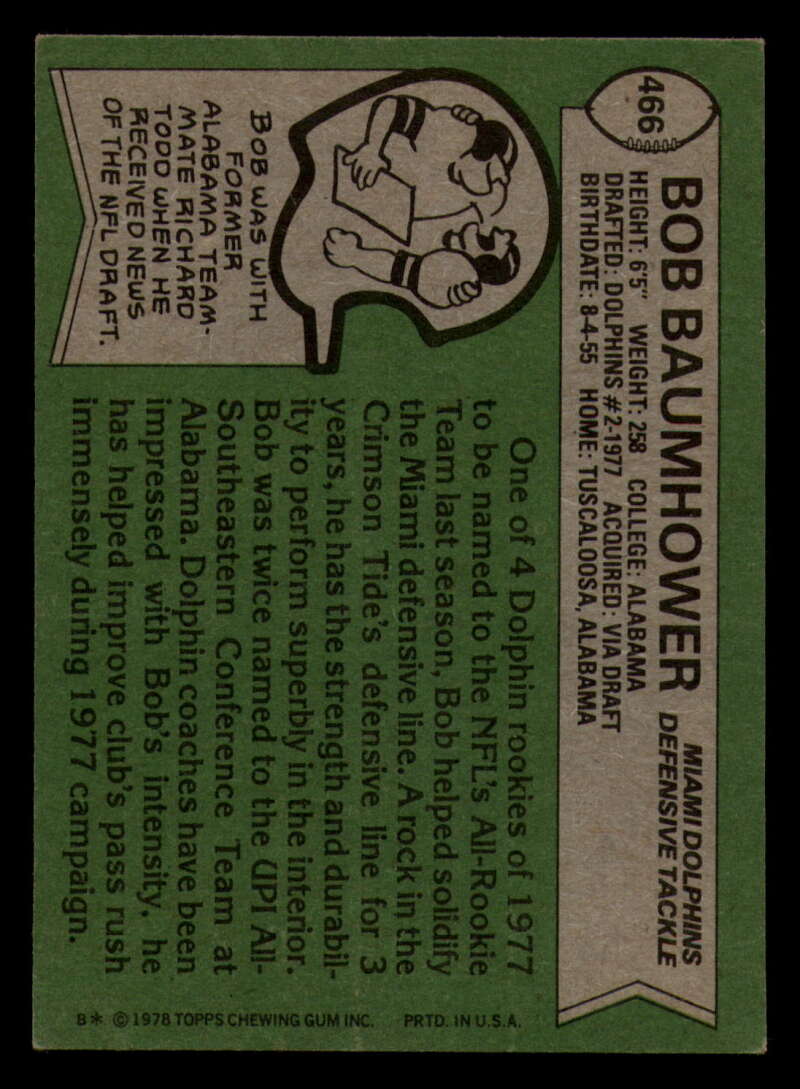 466
BOB BAUMHOWER
MIAMI DOLPHINS
DEFENSIVE TACKLE
HEIGHT: 6'5" WEIGHT: 258 COLLEGE: ALABAMA
DRAFTED: DOLPHINS #2-1977 ACQUIRED: VIA DRAFT
BIRTHDATE: 8-4-55 HOME: TUSCALOOSA, ALABAMA
BOB WAS WITH
FORMER
ALABAMA TEAM-
MATE RICHARD
TODD WHEN HE
RECEIVED NEWS
OF THE NFL DRAFT.
One of 4 Dolphin rookies of 1977
to be named to the NFL's All-Rookie
Team last season, Bob helped solidify
the Miami defensive line. A rock in the
Crimson Tide's defensive line for 3
years, he has the strength and durabil-
ity to perform superbly in the interior.
Bob was twice named to the UPI All-
Southeastern Conference Team at
Alabama. Dolphin coaches have been
impressed with Bob's intensity, he
has helped improve club's pass rush
immensely during 1977 campaign.
B* © 1978 TOPPS CHEWING GUM INC. PRTD. IN U.S.A.